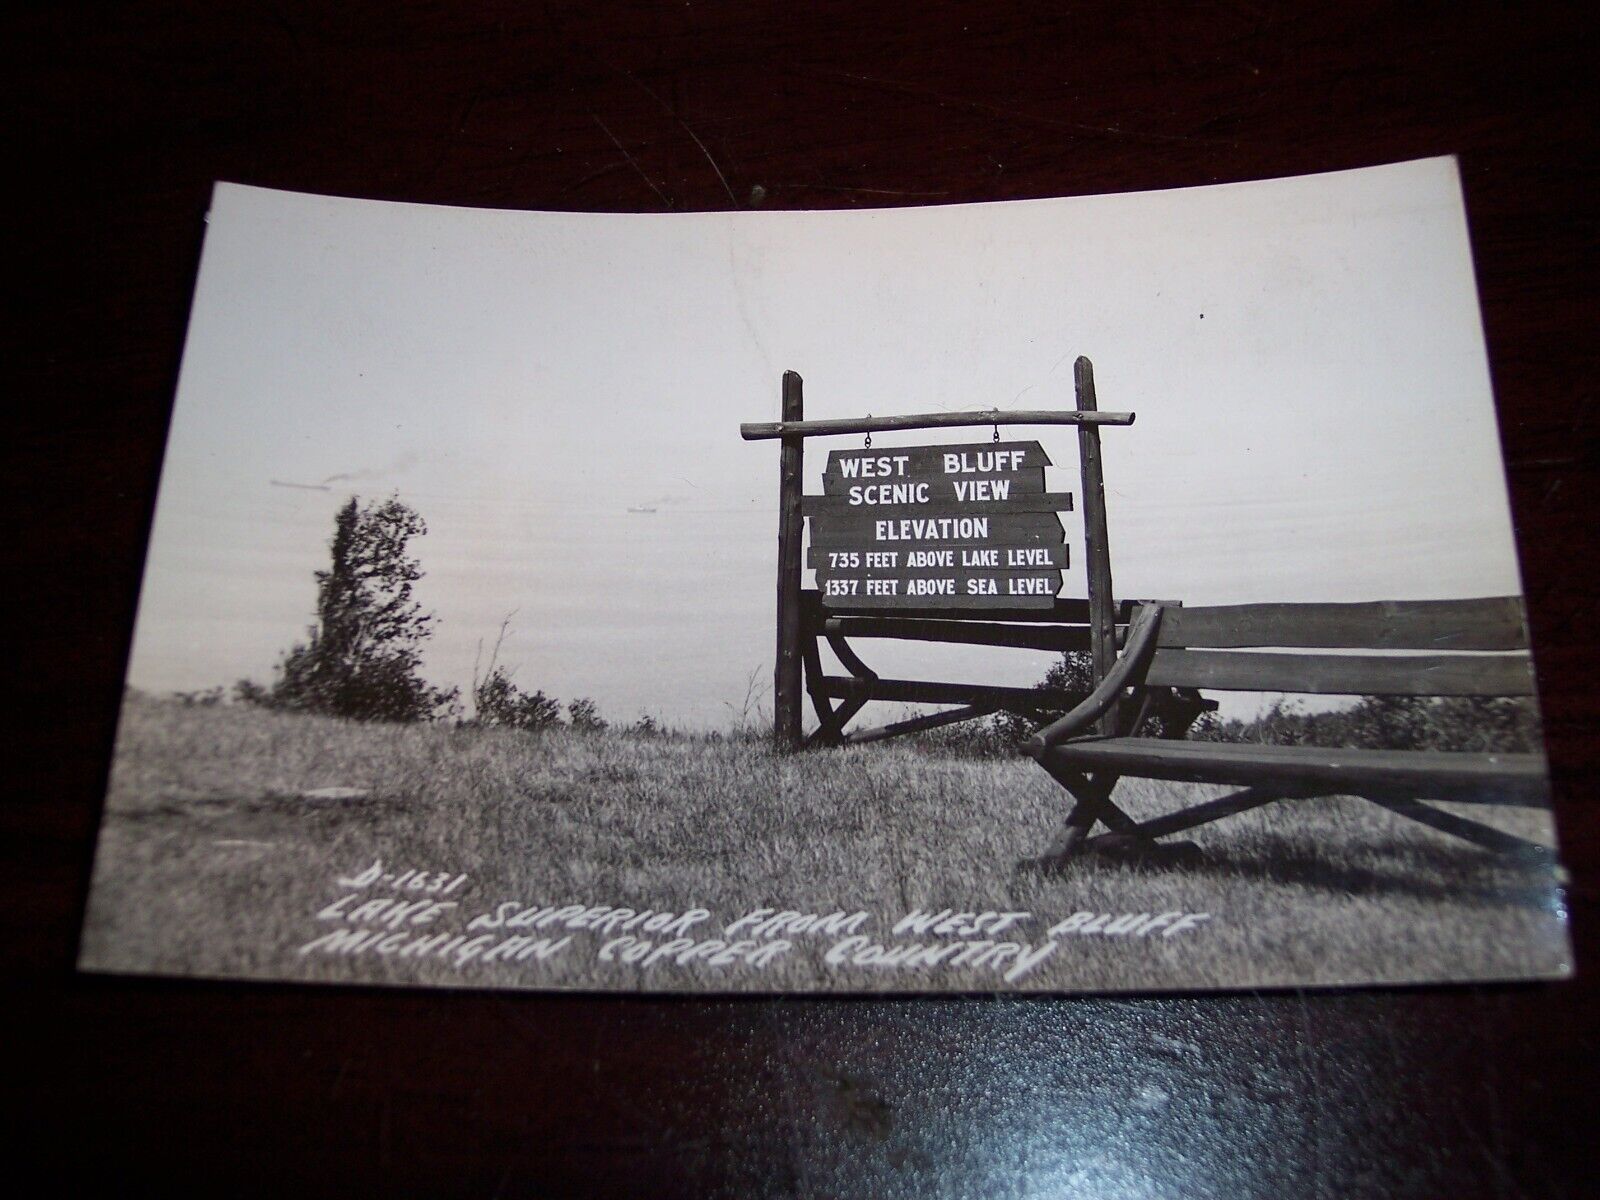 WEST BLUFF
SCENIC VIEW
ELEVATION
735 FEET ABOVE LAKE LEVEL
1337 FEET ABOVE SEA LEVEL
D-1631
LAKE SUPERIOR FROM WEST BLUFF
MICHIGAN COPPER COUNTRY